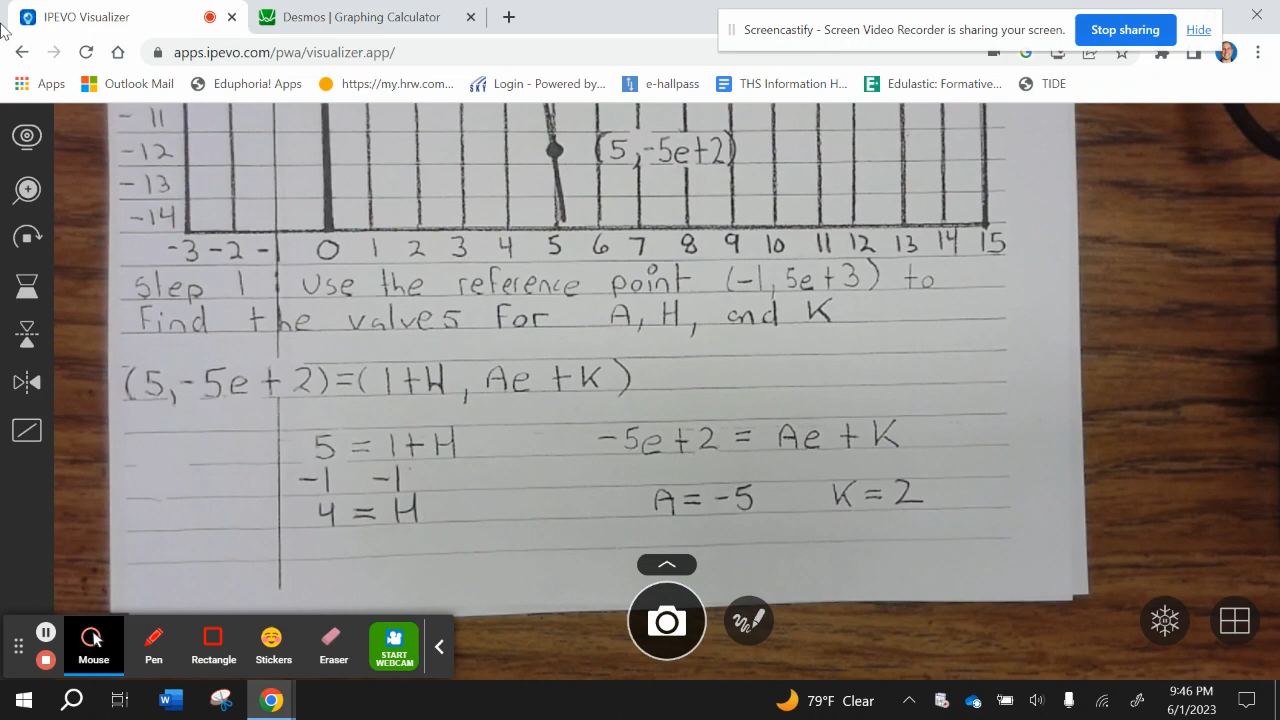 IPEVO Visualizer
Desmos | Graphing Calculator
Screencastify - Screen Video Recorder is sharing your screen.
Stop sharing
Hide
apps.ipevo.com/pwa/visualizer.app/
Apps
Outlook Mail
Eduphoria! App
https://my.hrw.com...
Login - Powered by...
e-hallpass
THS Information H...
Edulastic: Formative...
TIDE
-11
-12
(5,-5e+2)
-13
-14
-3 -2 - 0 1 2 3 4 5 6 7 8 9 10 11 12 13 14 15
Step 1 Use the reference point (-1, 5e+3) to
find the valves for A, H, and K
(5,-5e+2)=(1+H, Ae+K)
5 = 1+H -5e+2 = Ae+K
-1 -1
4 = H A=-5 K=2
Mouse
Pen
Rectangle
Stickers
Eraser
START
WEBCAM
79°F Clear
9:46 PM
6/1/2023